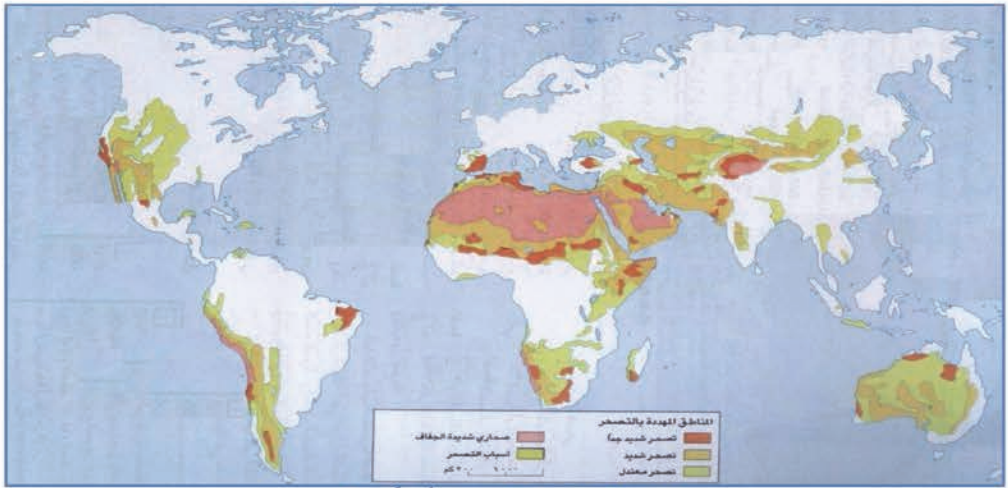 المناطق المهددة بالتصحر
تصحر شديد جداً
تصحر شديد
تصحر معتدل
صحاري شديدة الجفاف
أسباب التصحر
كم